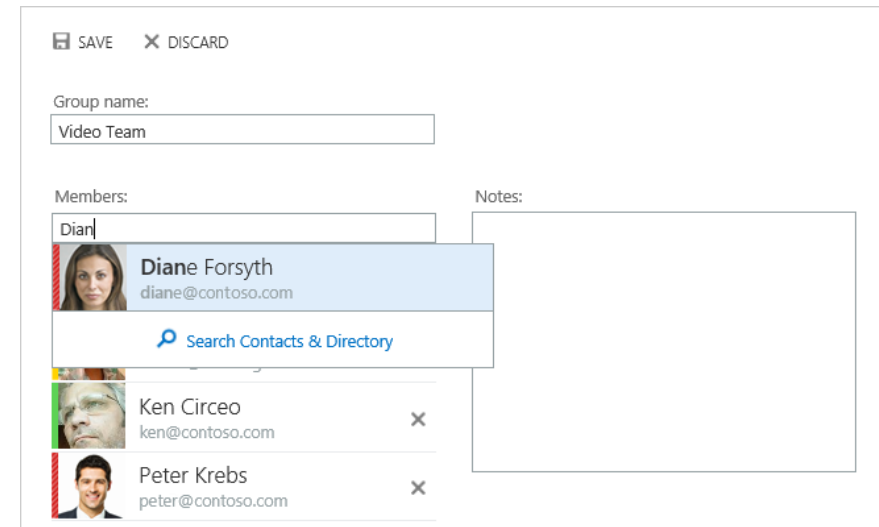 SAVE DISCARD
Group name:
Video Team
Members:
Notes:
Dian
Diane Forsyth
diane@contoso.com
Search Contacts & Directory
Ken Circeo
ken@contoso.com
Peter Krebs
peter@contoso.com